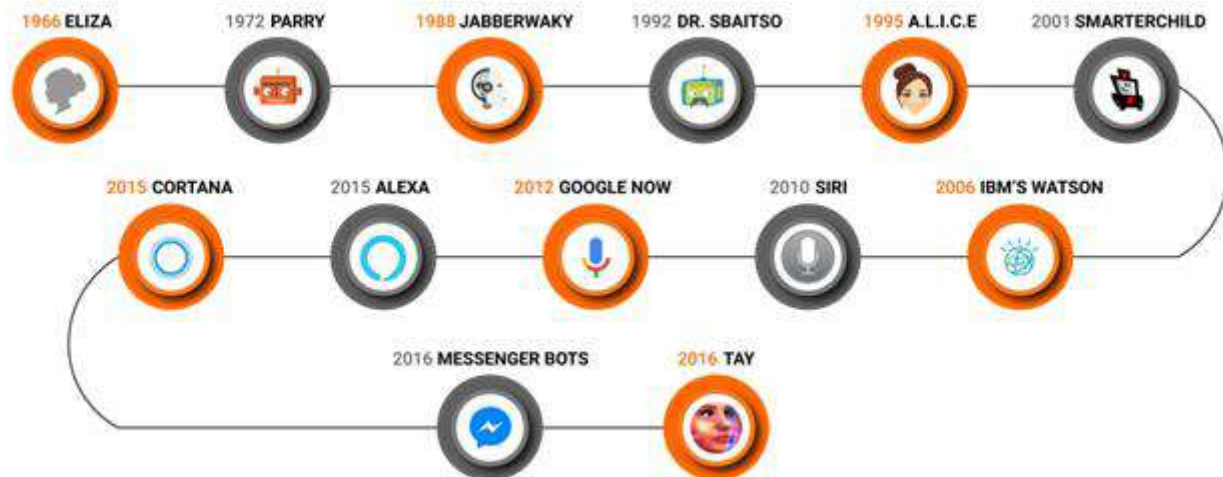 1966 ELIZA
1972 PARRY
1988 JABBERWAKY
1992 DR. SBAITSO
1995 A.L.I.C.E
2001 SMARTERCHILD
2006 IBM'S WATSON
2010 SIRI
2012 GOOGLE NOW
2015 ALEXA
2015 CORTANA
2016 MESSENGER BOTS
2016 TAY